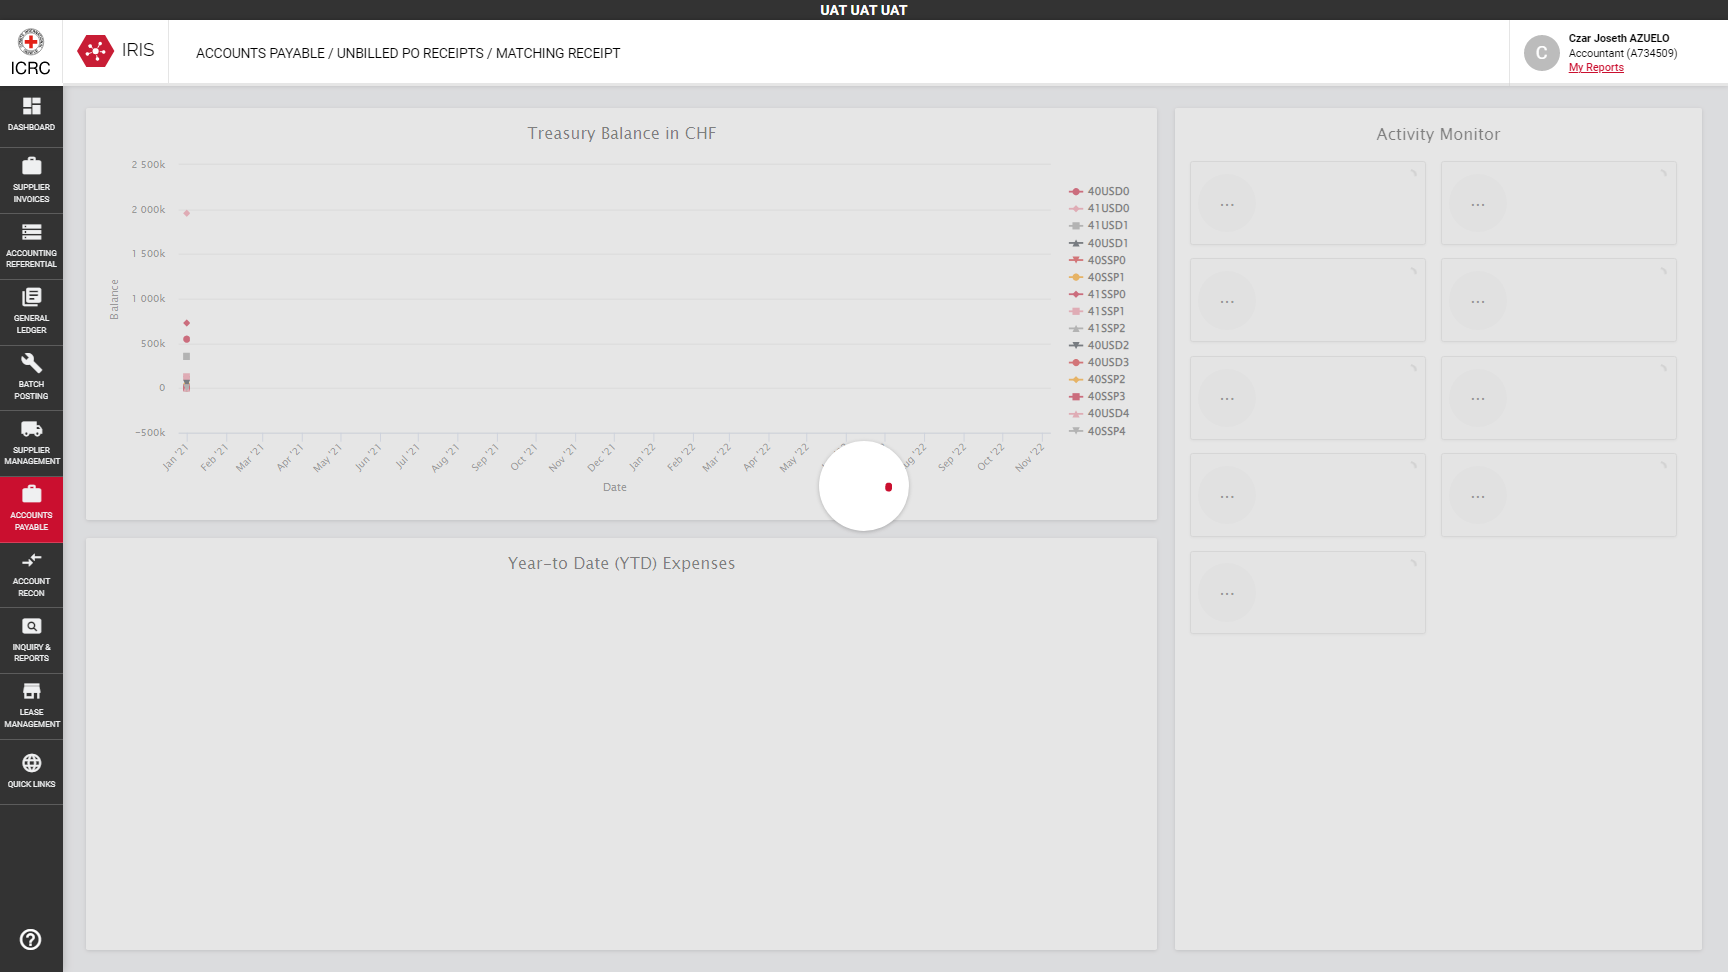 UAT UAT UAT
ICRC
IRIS
ACCOUNTS PAYABLE / UNBILLED PO RECEIPTS / MATCHING RECEIPT
C
Czar Joseth AZUELO
Accountant (A734509)
My Reports
DASHBOARD
SUPPLIER
INVOICES
ACCOUNTING
REFERENTIAL
GENERAL
LEDGER
BATCH
POSTING
SUPPLIER
MANAGEMENT
ACCOUNTS
PAYABLE
ACCOUNT
RECON
INQUIRY &
REPORTS
LEASE
MANAGEMENT
QUICK LINKS
Treasury Balance in CHF
Balance
2 500k
2 000k
1 500k
1 000k
500k
0
−500k
Jan '21
Feb '21
Mar '21
Apr '21
May '21
Jun '21
Jul '21
Aug '21
Sep '21
Oct '21
Nov '21
Dec '21
Jan '22
Feb '22
Mar '22
Apr '22
May '22
ug '22
Sep '22
Oct '22
Nov '22
Date
40USD0
41USD0
41USD1
40USD1
40SSP0
40SSP1
41SSP0
41SSP1
41SSP2
40USD2
40USD3
40SSP2
40SSP3
40USD4
40SSP4
Year-to Date (YTD) Expenses
Activity Monitor
...
...
...
...
...
...
...
...
...